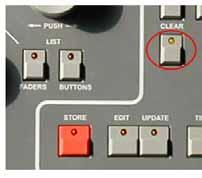 PUSH
LIST
CLEAR
FADERS
BUTTONS
STORE
EDIT
UPDATE